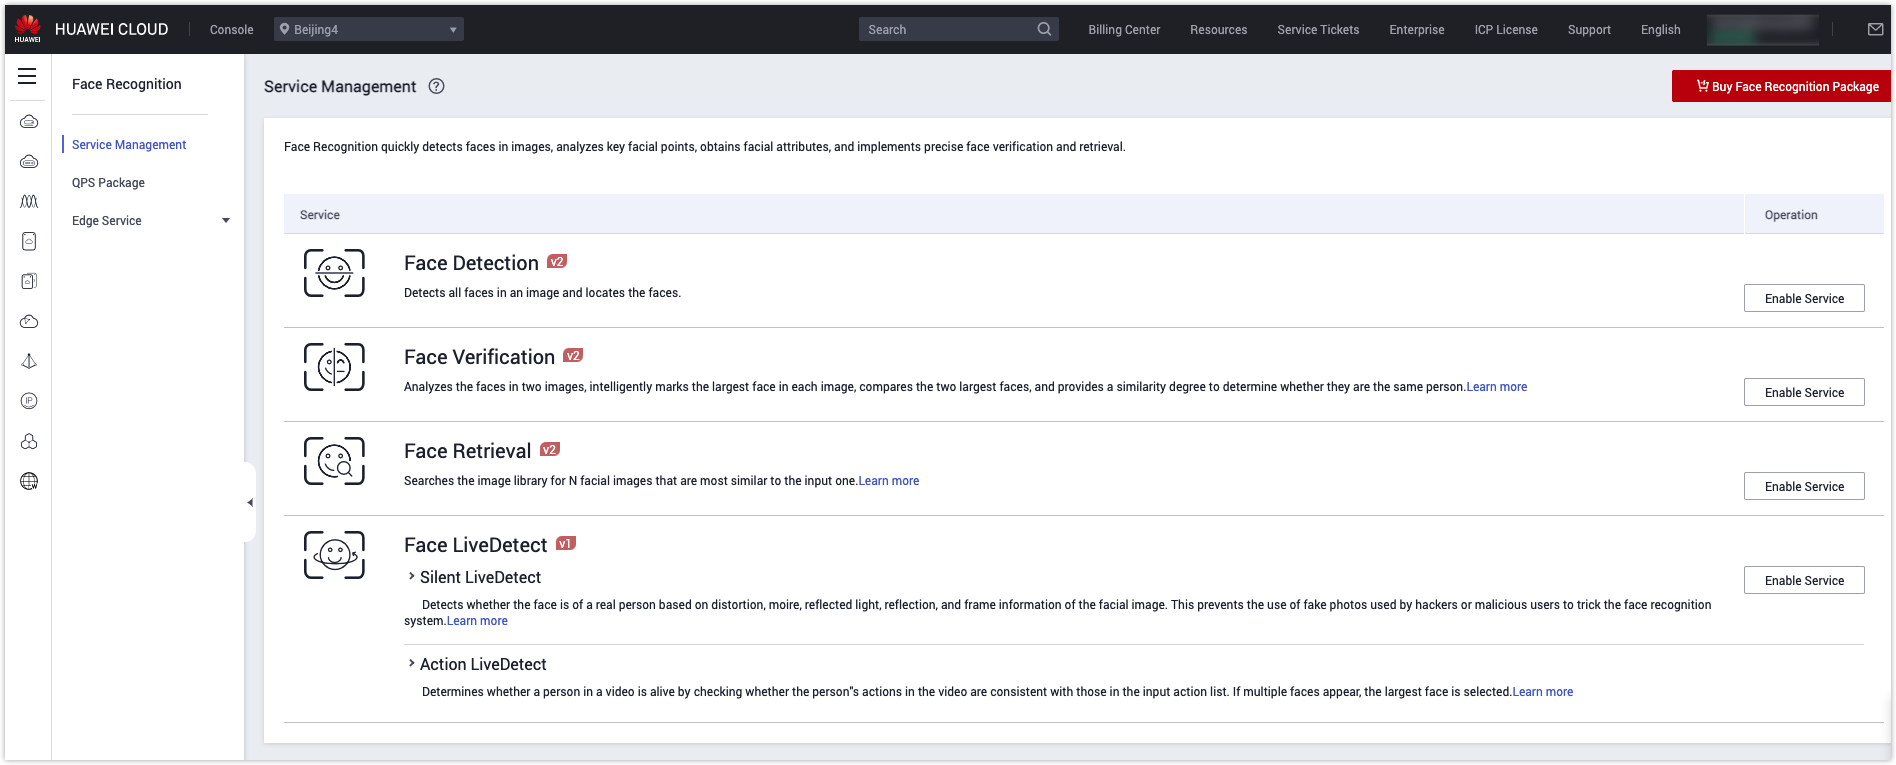 HUAWEI
HUAWEI CLOUD
Console
Beijing4
Search
Billing Center
Resources
Service Tickets
Enterprise
ICP License
Support
English
Face Recognition
Service Management
QPS Package
Edge Service
IP
W
Service Management ?
Buy Face Recognition Package
Face Recognition quickly detects faces in images, analyzes key facial points, obtains facial attributes, and implements precise face verification and retrieval.
Service
Operation
Face Detection v2
Detects all faces in an image and locates the faces.
Enable Service
Face Verification v2
Analyzes the faces in two images, intelligently marks the largest face in each image, compares the two largest faces, and provides a similarity degree to determine whether they are the same person.Learn more
Enable Service
Face Retrieval v2
Searches the image library for N facial images that are most similar to the input one.Learn more
Enable Service
Face LiveDetect v1
Silent LiveDetect
Enable Service
Detects whether the face is of a real person based on distortion, moire, reflected light, reflection, and frame information of the facial image. This prevents the use of fake photos used by hackers or malicious users to trick the face recognition
system.Learn more
Action LiveDetect
Determines whether a person in a video is alive by checking whether the person"s actions in the video are consistent with those in the input action list. If multiple faces appear, the largest face is selected.Learn more